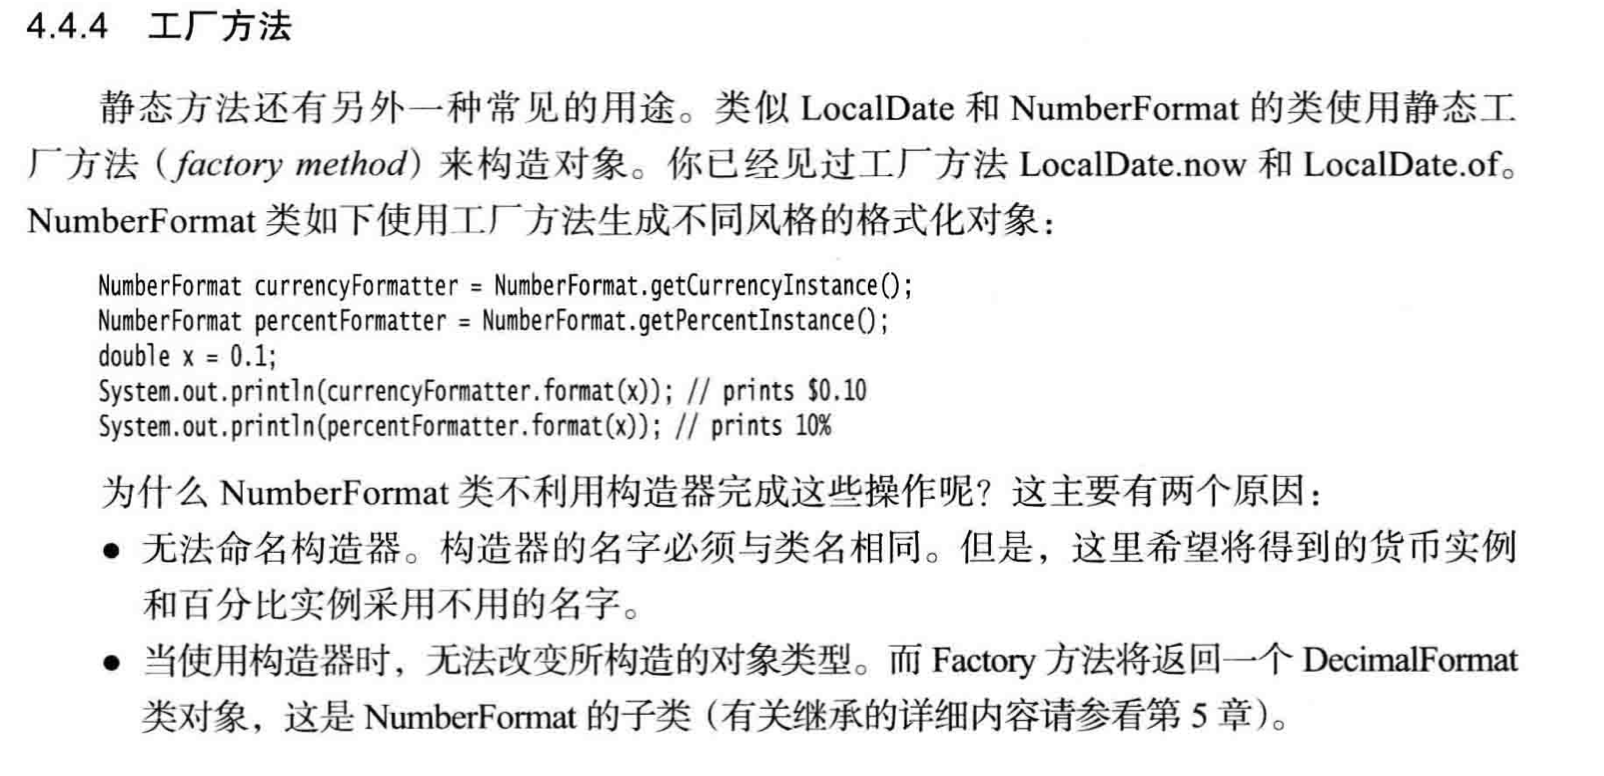 4.4.4 工厂方法
静态方法还有另外一种常见的用途。类似 LocalDate 和 NumberFormat 的类使用静态工
厂方法（factory method）来构造对象。你已经见过工厂方法 LocalDate.now 和 LocalDate.of。
NumberFormat 类如下使用工厂方法生成不同风格的格式化对象：
NumberFormat currencyFormatter = NumberFormat.getCurrencyInstance();
NumberFormat percentFormatter = NumberFormat.getPercentInstance();
double x = 0.1;
System.out.println(currencyFormatter.format(x)); // prints $0.10
System.out.println(percentFormatter.format(x)); // prints 10%
为什么 NumberFormat 类不利用构造器完成这些操作呢？这主要有两个原因：
● 无法命名构造器。构造器的名字必须与类名相同。但是，这里希望将得到的货币实例
和百分比实例采用不用的名字。
● 当使用构造器时，无法改变所构造的对象类型。而 Factory 方法将返回一个 DecimalFormat
类对象，这是 NumberFormat 的子类（有关继承的详细内容请参看第 5 章）。